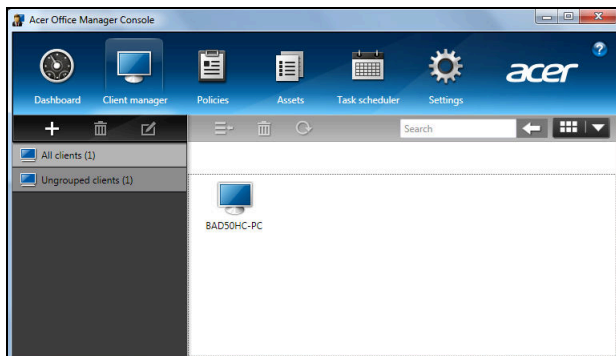 Acer Office Manager Console
acer
Dashboard Client manager Policies Assets Task scheduler Settings
Search
All clients (1)
Ungrouped clients (1)
BAD50HC-PC